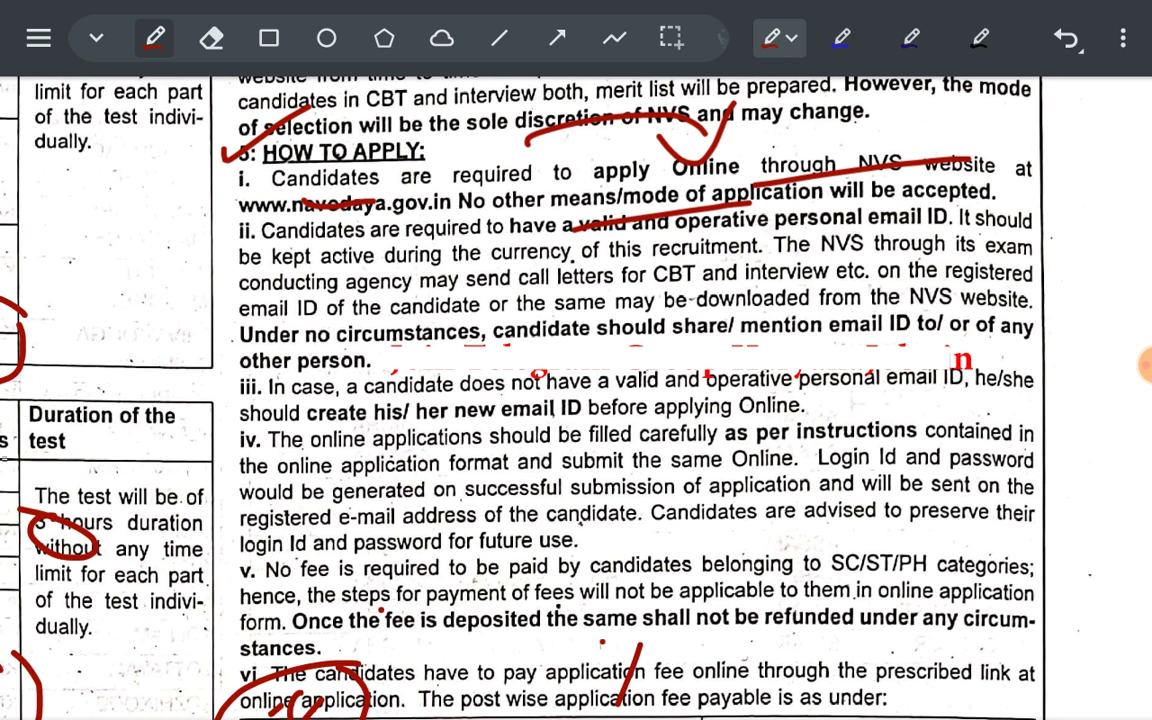 limit for each part
of the test indivi-
dually.
Duration of the
test
The test will be of
hours duration
without any time
limit for each part
of the test indivi-
dually.
candidates in CBT and interview both, merit list will be prepared. However, the mode
of selection will be the sole discretion of NVS and may change.
5: HOW TO APPLY:
i. Candidates are required to apply Online through NVS website at
www.navodaya.gov.in No other means/mode of application will be accepted.
ii. Candidates are required to have a valid and operative personal email ID. It should
be kept active during the currency of this recruitment. The NVS through its exam
conducting agency may send call letters for CBT and interview etc. on the registered
email ID of the candidate or the same may be downloaded from the NVS website.
Under no circumstances, candidate should share/ mention email ID to/ or of any
other person.
iii. In case, a candidate does not have a valid and operative personal email ID, he/she
should create his/ her new email ID before applying Online.
iv. The online applications should be filled carefully as per instructions contained in
the online application format and submit the same Online. Login Id and password
would be generated on successful submission of application and will be sent on the
registered e-mail address of the candidate. Candidates are advised to preserve their
login Id and password for future use.
v. No fee is required to be paid by candidates belonging to SC/ST/PH categories;
hence, the steps for payment of fees will not be applicable to them in online application
form. Once the fee is deposited the same shall not be refunded under any circum-
stances.
vi The candidates have to pay application fee online through the prescribed link at
online application. The post wise application fee payable is as under: